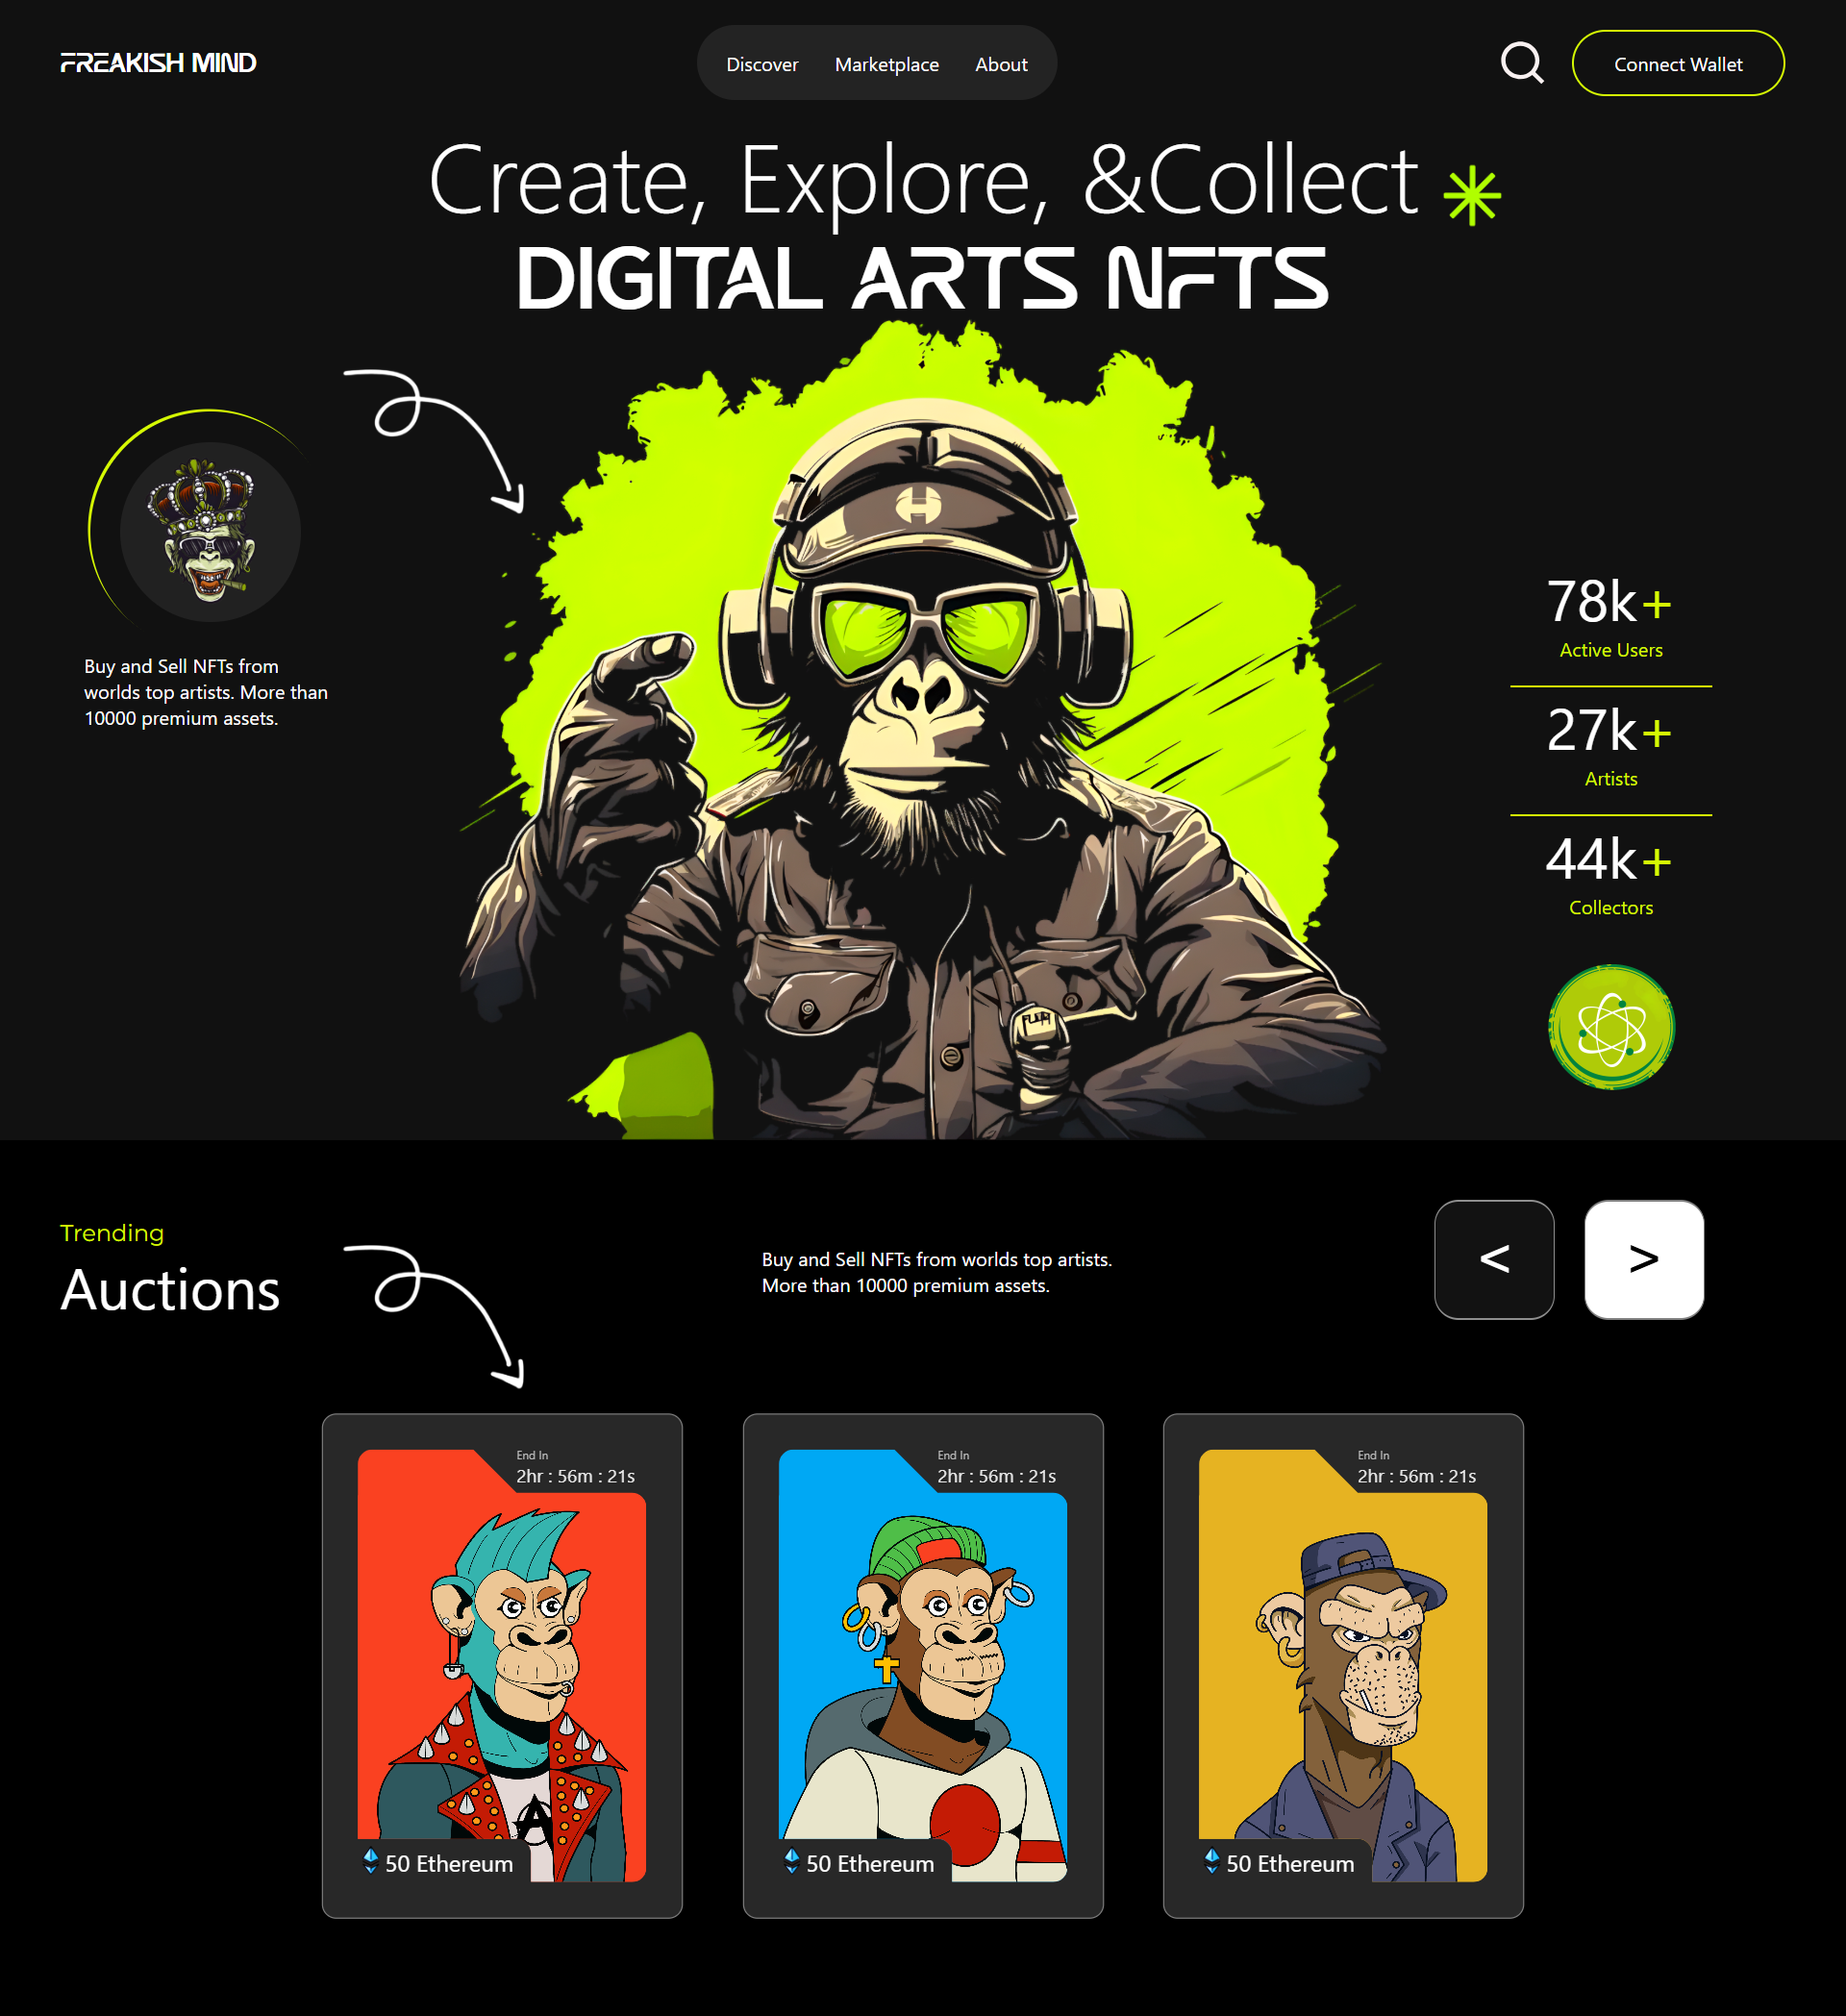 FREAKISH MIND
Discover
Marketplace
About
Connect Wallet
Create, Explore, &Collect
DIGITAL ARTS NFTS
Buy and Sell NFTs from
worlds top artists. More than
10000 premium assets.
78k+
Active Users
27k+
Artists
44k+
Collectors
Trending
Auctions
Buy and Sell NFTs from worlds top artists.
More than 10000 premium assets.
<
>
End In
2hr : 56m : 21s
A
50 Ethereum
End In
2hr : 56m : 21s
50 Ethereum
End In
2hr : 56m : 21s
50 Ethereum